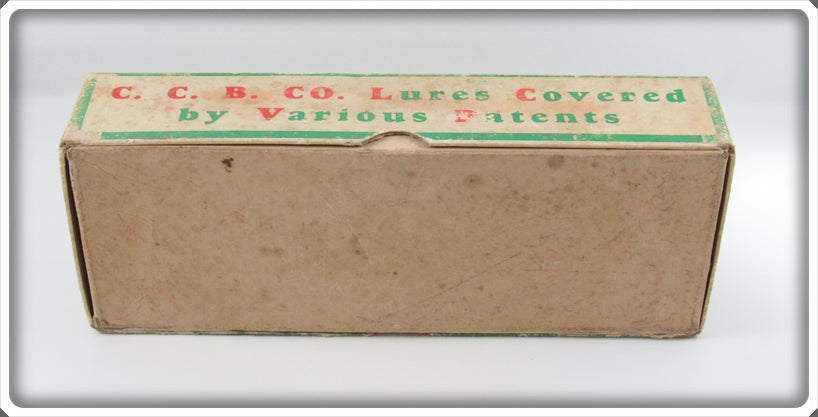 C. C. B. CO. Lures Covered
by Various Patents